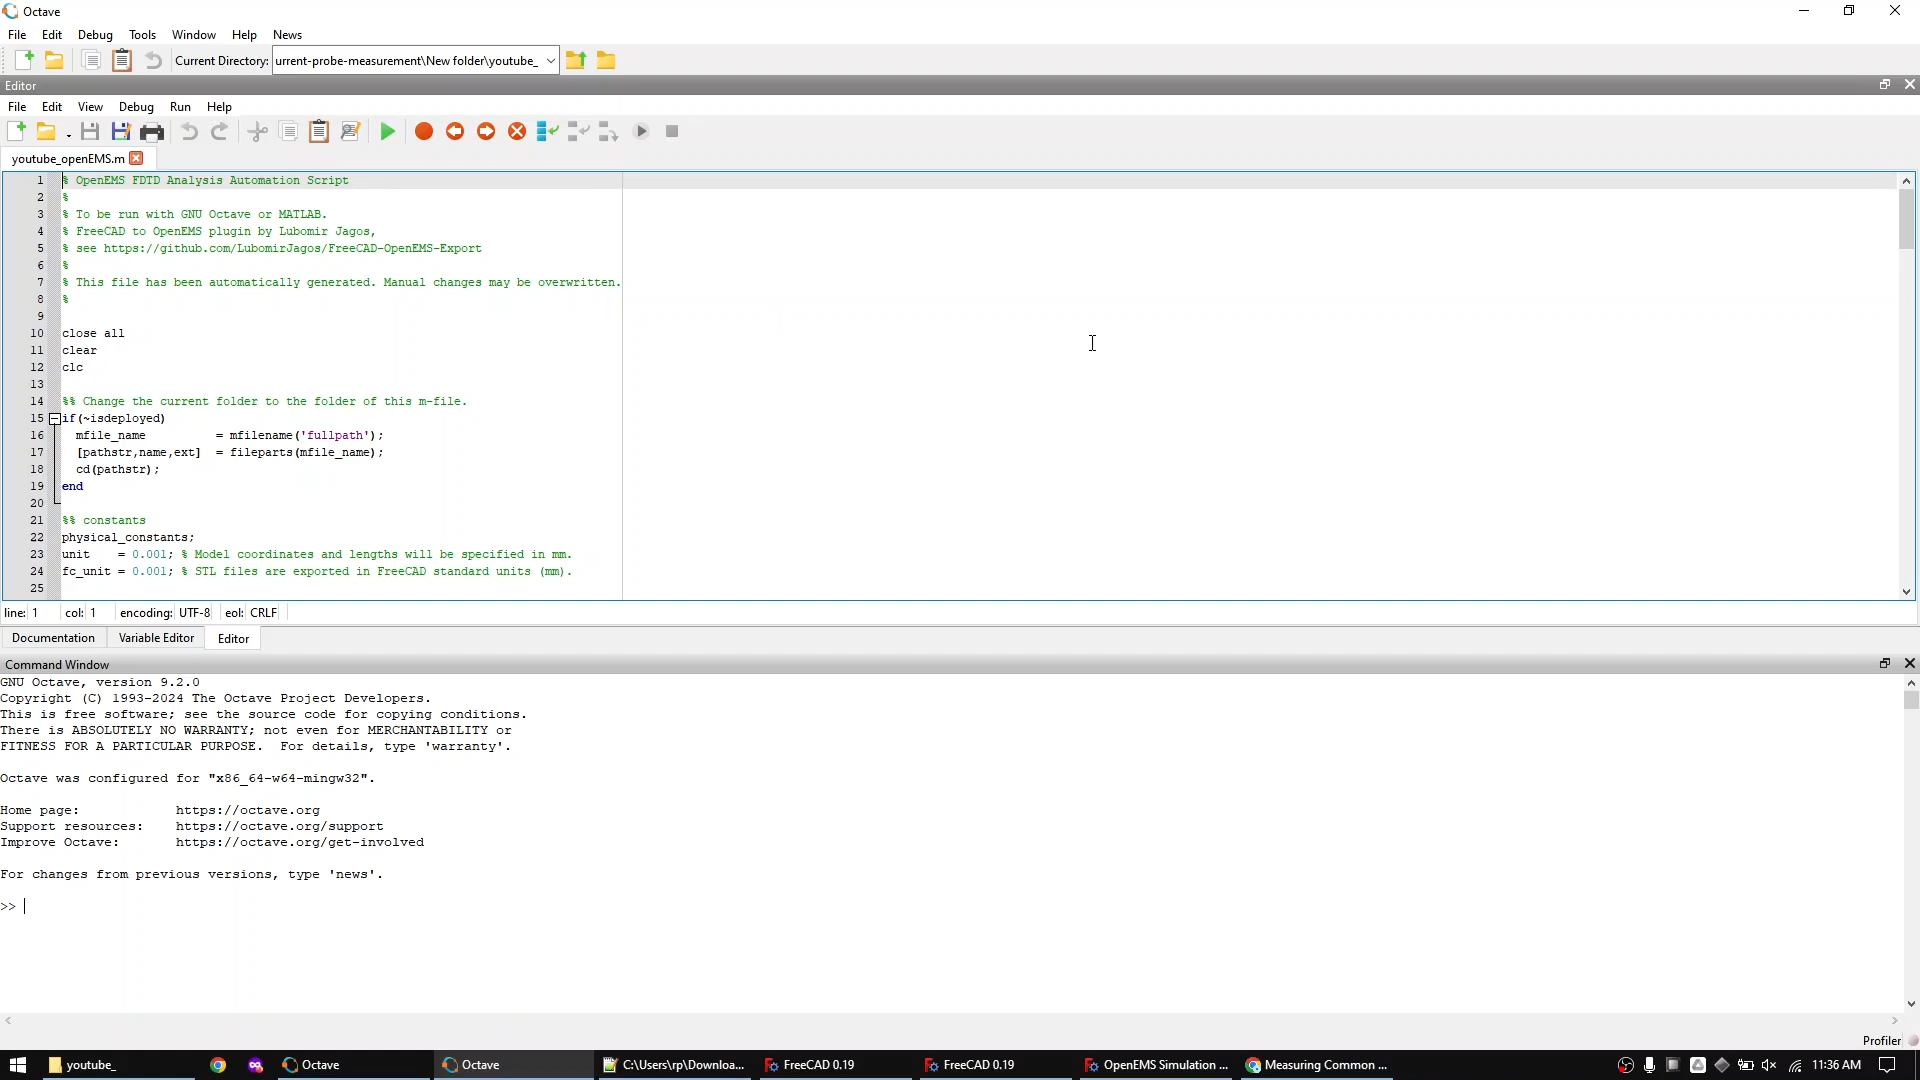 Octave
File Edit Debug Tools Window Help News
Current Directory: urrent-probe-measurement\New folder\youtube_
Editor
File Edit View Debug Run Help
youtube_openEMS.m
1 % OpenEMS FDTD Analysis Automation Script
2 %
3 % To be run with GNU Octave or MATLAB.
4 % FreeCAD to OpenEMS plugin by Lubomir Jagos,
5 % see https://github.com/LubomirJagos/FreeCAD-OpenEMS-Export
6 %
7 % This file has been automatically generated. Manual changes may be overwritten.
8 %
9
10 close all
11 clear
12 clc
13
14 %% Change the current folder to the folder of this m-file.
15 if(~isdeployed)
16 mfile_name = mfilename('fullpath');
17 [pathstr,name,ext] = fileparts(mfile_name);
18 cd(pathstr);
19 end
20
21 %% constants
22 physical_constants;
23 unit = 0.001; % Model coordinates and lengths will be specified in mm.
24 fc_unit = 0.001; % STL files are exported in FreeCAD standard units (mm).
25
line: 1 col: 1 encoding: UTF-8 eol: CRLF
Documentation Variable Editor Editor
Command Window
GNU Octave, version 9.2.0
Copyright (C) 1993-2024 The Octave Project Developers.
This is free software; see the source code for copying conditions.
There is ABSOLUTELY NO WARRANTY; not even for MERCHANTABILITY or
FITNESS FOR A PARTICULAR PURPOSE. For details, type 'warranty'.
Octave was configured for "x86_64-w64-mingw32".
Home page: https://octave.org
Support resources: https://octave.org/support
Improve Octave: https://octave.org/get-involved
For changes from previous versions, type 'news'.
>>
Profiler
youtube_ Octave Octave C:\Users\rp\Downloa... FreeCAD 0.19 FreeCAD 0.19 OpenEMS Simulation ... Measuring Common ... 11:36 AM